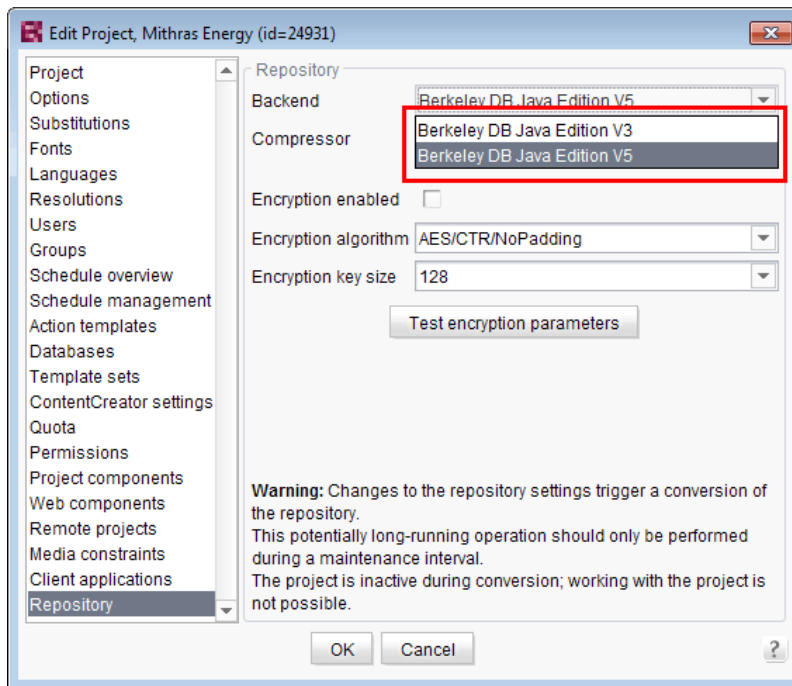 Edit Project, Mithras Energy (id=24931)
Project
Options
Substitutions
Fonts
Languages
Resolutions
Users
Groups
Schedule overview
Schedule management
Action templates
Databases
Template sets
ContentCreator settings
Quota
Permissions
Project components
Web components
Remote projects
Media constraints
Client applications
Repository
Repository
Backend Berkeley DB Java Edition V5
Berkeley DB Java Edition V3
Compressor
Berkeley DB Java Edition V5
Encryption enabled
Encryption algorithm AES/CTR/NoPadding
Encryption key size 128
Test encryption parameters
Warning: Changes to the repository settings trigger a conversion of
the repository.
This potentially long-running operation should only be performed
during a maintenance interval.
The project is inactive during conversion; working with the project is
not possible.
OK Cancel ?